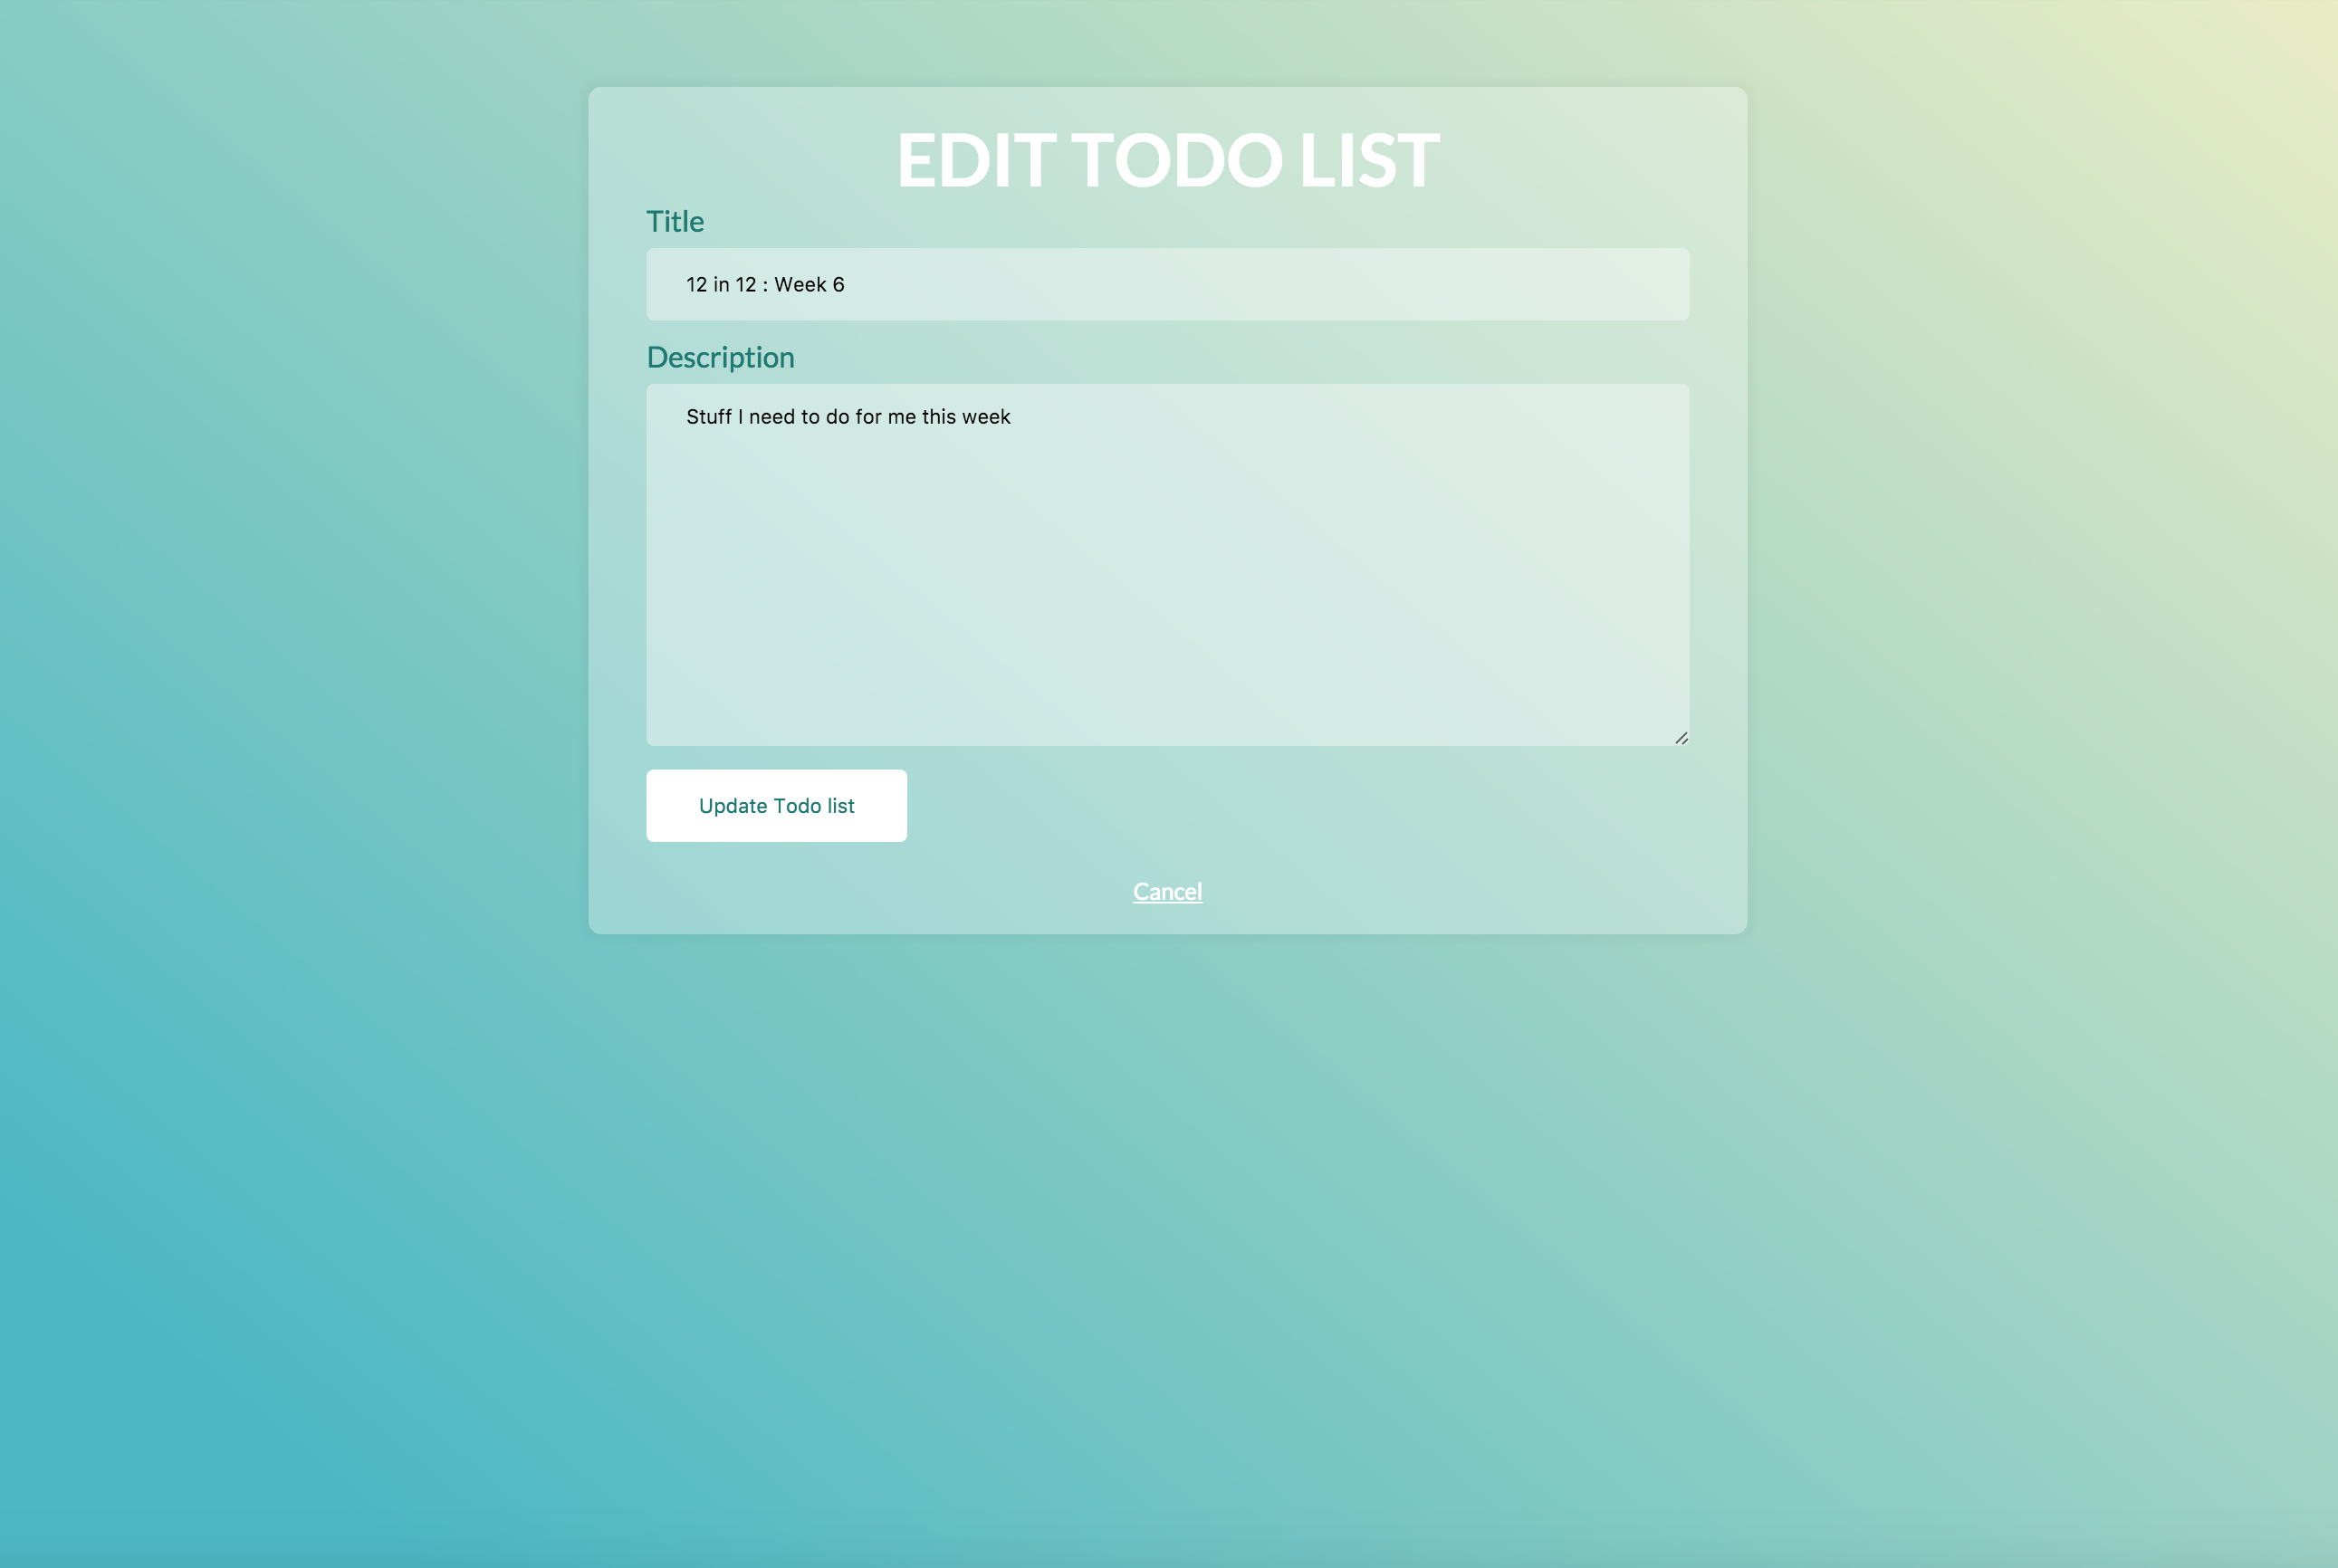 EDIT TODO LIST
Title
12 in 12 : Week 6
Description
Stuff I need to do for me this week
Update Todo list
Cancel